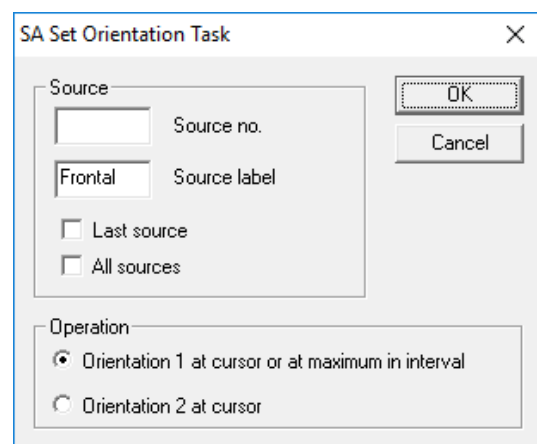 SA Set Orientation Task
Source
OK
Source no.
Cancel
Frontal Source label
Last source
All sources
Operation
Orientation 1 at cursor or at maximum in interval
Orientation 2 at cursor